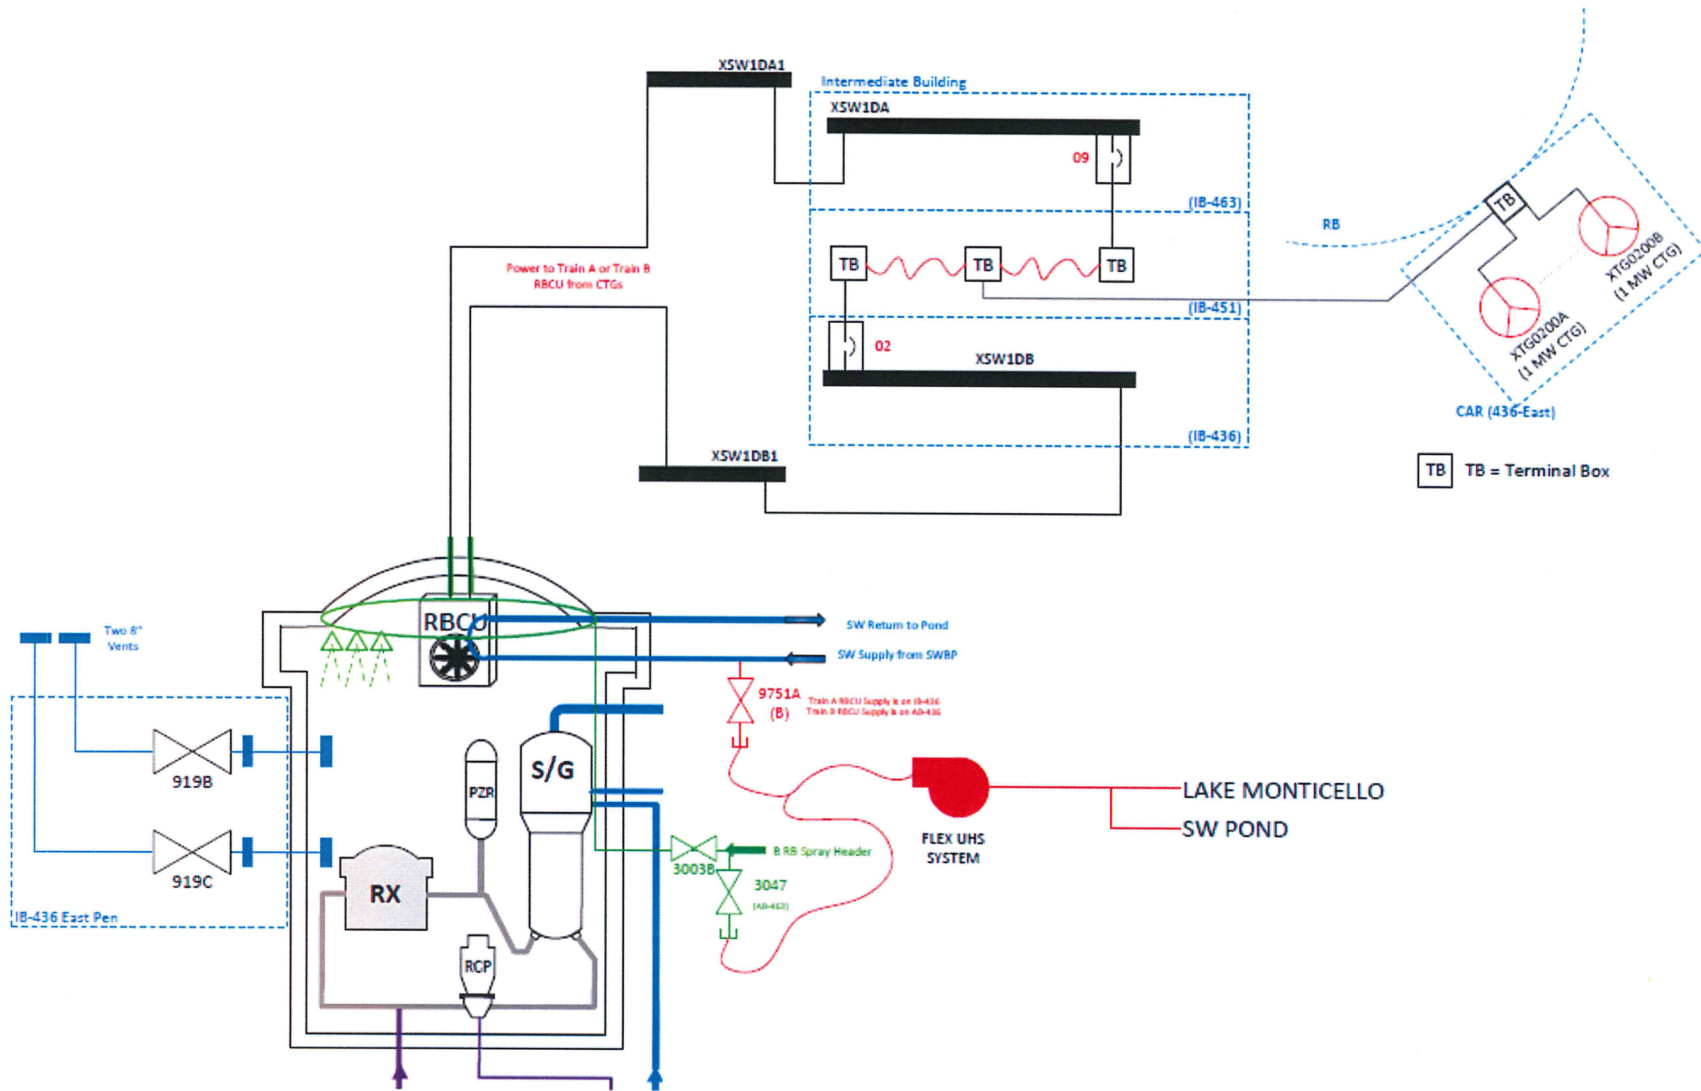 XSW1DA1
Intermediate Building
XSW1DA
09
(IB-463)
RB
TB
XTG0200B
(1 MW CTG)
XTG0200A
(1 MW CTG)
CAR (436-East)
Power to Train A or Train B
RBCU from CTGs
TB
TB
TB
(IB-451)
02
XSW1DB
(IB-436)
XSW1DB1
TB
TB = Terminal Box
RBCU
Two 8"
Vents
SW Return to Pond
SW Supply from SWBP
9751A
(B)
Train A RBCU Supply is on IB-436
Train B RBCU Supply is on AB-436
919B
919C
IB-436 East Pen
PZR
S/G
RX
RCP
3003B
B RB Spray Header
3047
(AB-463)
FLEX UHS
SYSTEM
LAKE MONTICELLO
SW POND